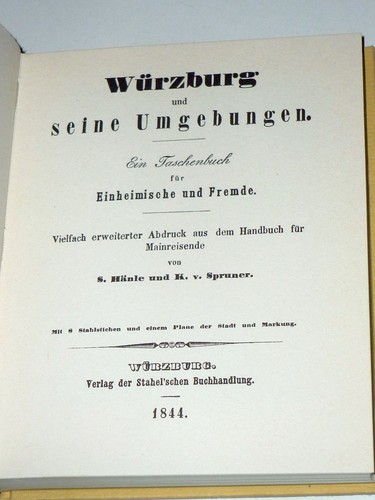 Würzburg
und
seine Umgebungen.
Ein Taschenbuch
für
Einheimische und Fremde.
Vielfach erweiterter Abdruck aus dem Handbuch für
Mainreisende
von
S. Hänle und K. v. Spruner.
Mit 6 Stahlstichen und einem Plane der Stadt und Markung.
WÜRZBURG.
Verlag der Stahel'schen Buchhandlung.
1844.